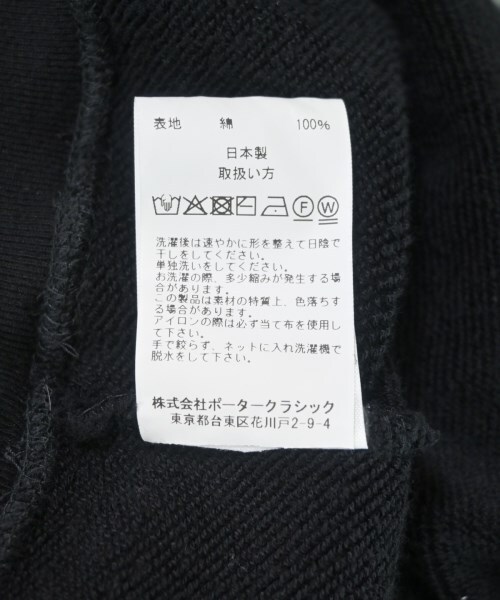 表地 綿 100%
日本製
取扱い方
F W
洗濯後は速やかに形を整えて日陰で
干しをしてください。
単独洗いをしてください。
お洗濯の際、多少縮みが発生する場
合があります。
この製品は素材の特質上、色落ちす
る場合があります。
アイロンの際は必ず当て布を使用し
て下さい。
手で絞らず、ネットに入れ洗濯機で
脱水をして下さい。
株式会社ポータークラシック
東京都台東区花川戸2-9-4